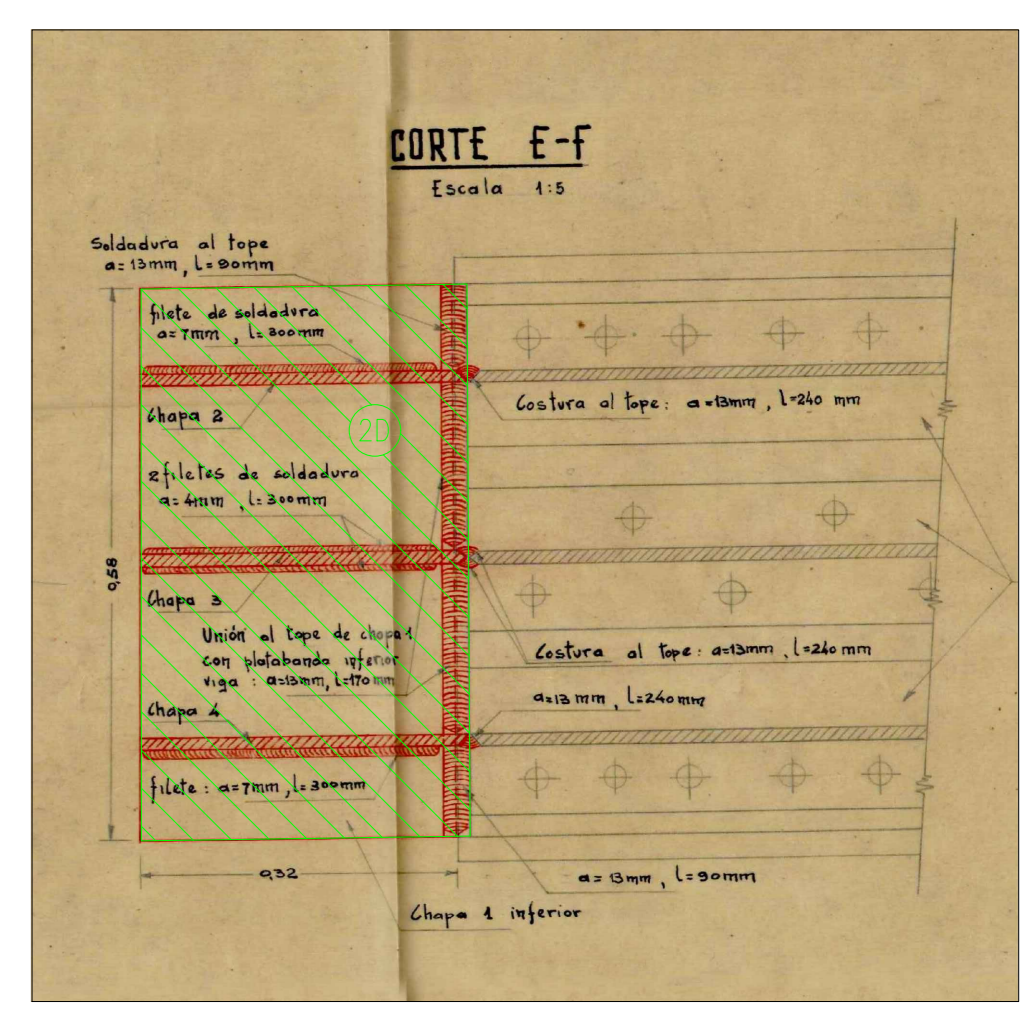 CORTE E-F
Escala 1:5
Soldadura al tope
a=13mm, l=90mm
filete de soldadura
a=7mm, l=300mm
Chapa 2
2D
Costura al tope: a=13mm, l=240 mm
2 filetes de soldadura
a=4mm, l=300mm
0,58
Chapa 3
Unión al tope de chapa 1
con platabanda inferior
viga: a=13mm, l=170mm
Costura al tope: a=13mm, l=240 mm
Chapa 4
a=13 mm, l=240mm
filete: a=7mm, l=300mm
0,32
a=13mm, l=90mm
Chapa 1 inferior